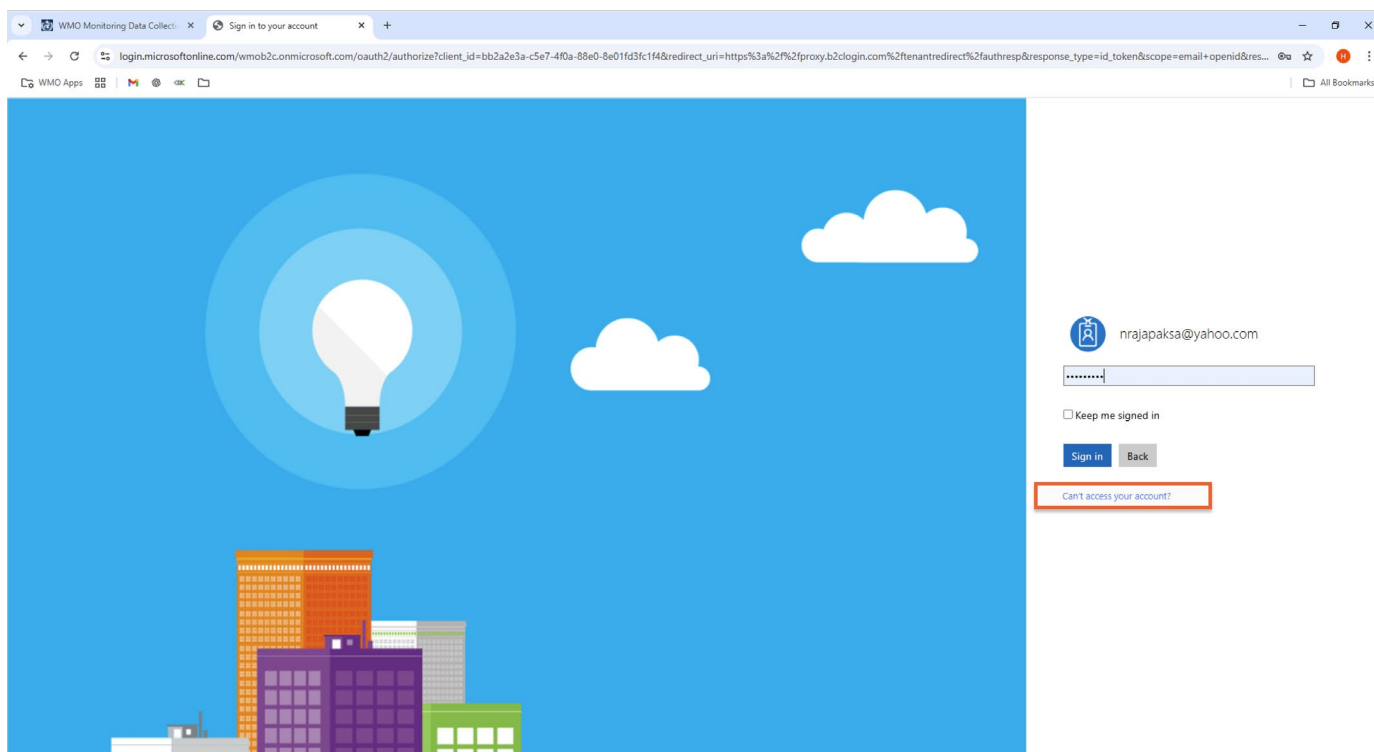 WMO Monitoring Data Collecti
Sign in to your account
login.microsoftonline.com/wmob2c.onmicrosoft.com/oauth2/authorize?client_id=bb2a2e3a-c5e7-4f0a-88e0-8e01fd3fc1f4&redirect_uri=https%3a%2f%2fproxy.b2clogin.com%2ftenantredirect%2fauthresp&response_type=id_token&scope=email+openid&res...
H
WMO Apps
All Bookmarks
nrajapaksa@yahoo.com
Keep me signed in
Sign in
Back
Can't access your account?